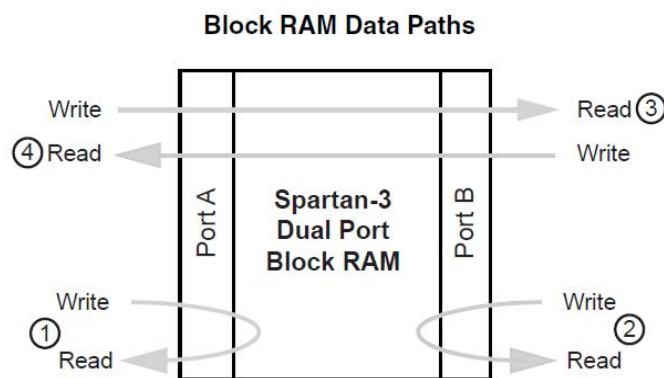 Block RAM Data Paths
Write
Read 3
4 Read
Write
Port A
Spartan-3
Dual Port
Block RAM
Port B
Write
1
Read
Write
2
Read